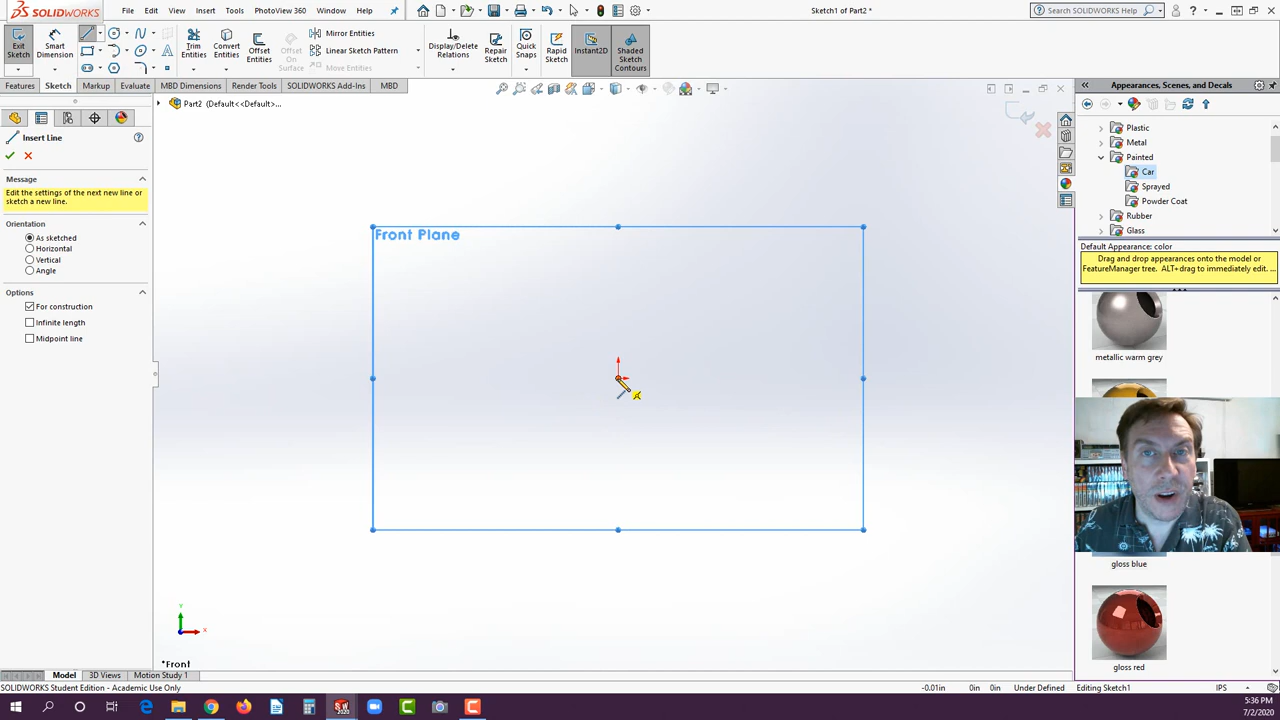 SOLIDWORKS File Edit View Insert Tools PhotoView 360 Window Help Sketch1 of Part2 * Search SOLIDWORKS Help
Exit Sketch
Smart Dimension
Trim Entities
Convert Entities
Offset Entities
Offset On Surface
Mirror Entities
Linear Sketch Pattern
Move Entities
Display/Delete Relations
Repair Sketch
Quick Snaps
Rapid Sketch
Instant2D
Shaded Sketch Contours
Features Sketch Markup Evaluate MBD Dimensions Render Tools SOLIDWORKS Add-Ins MBD
Part2 (Default<<Default>...
Insert Line
Message
Edit the settings of the next new line or
sketch a new line.
Orientation
As sketched
Horizontal
Vertical
Angle
Options
For construction
Infinite length
Midpoint line
Front Plane
Y
X
*Front
Appearances, Scenes, and Decals
Plastic
Metal
Painted
Car
Sprayed
Powder Coat
Rubber
Glass
Default Appearance: color
Drag and drop appearances onto the model or
FeatureManager tree. ALT+drag to immediately edit. ...
metallic warm grey
gloss blue
gloss red
Model 3D Views Motion Study 1
SOLIDWORKS Student Edition - Academic Use Only -0.01in 0in 0in Under Defined Editing Sketch1 IPS
5:36 PM
7/2/2020